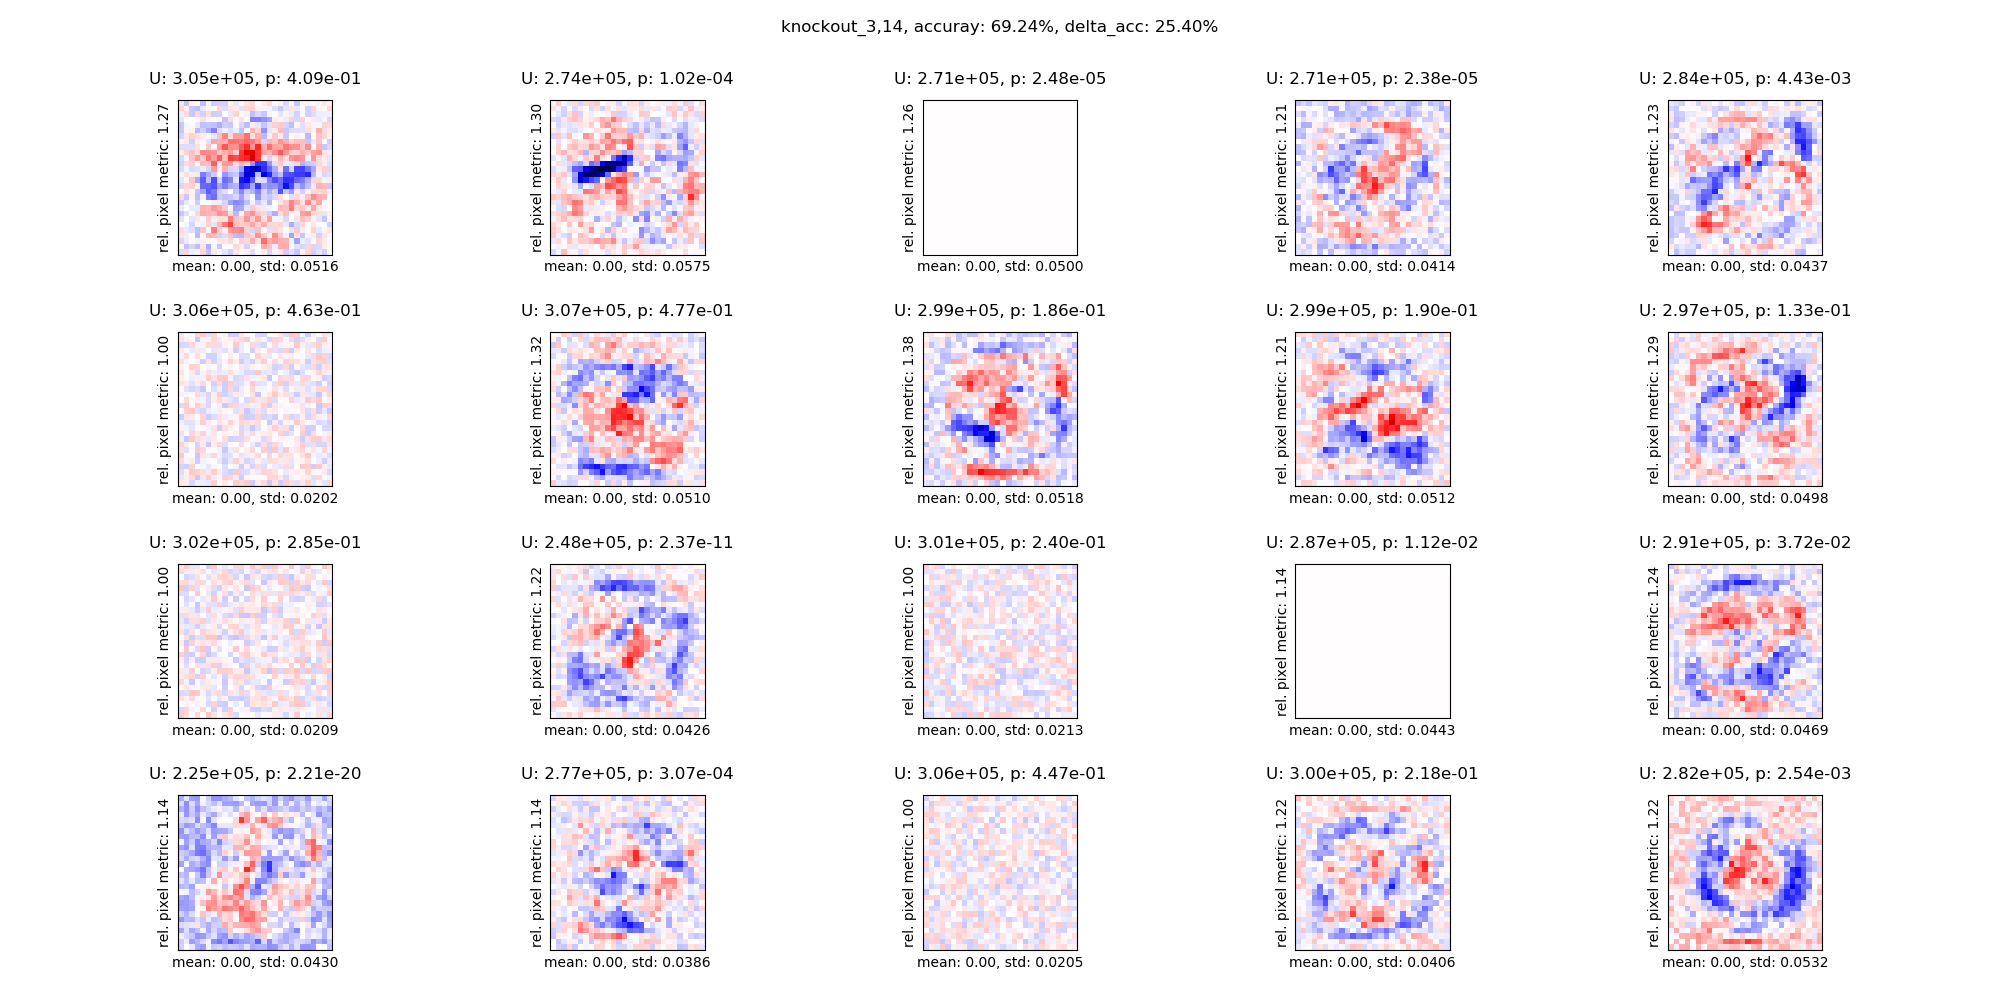 knockout_3,14, accuray: 69.24%, delta_acc: 25.40%
U: 3.05e+05, p: 4.09e-01
rel. pixel metric: 1.27
mean: 0.00, std: 0.0516
U: 2.74e+05, p: 1.02e-04
rel. pixel metric: 1.30
mean: 0.00, std: 0.0575
U: 2.71e+05, p: 2.48e-05
rel. pixel metric: 1.26
mean: 0.00, std: 0.0500
U: 2.71e+05, p: 2.38e-05
rel. pixel metric: 1.21
mean: 0.00, std: 0.0414
U: 2.84e+05, p: 4.43e-03
rel. pixel metric: 1.23
mean: 0.00, std: 0.0437
U: 3.06e+05, p: 4.63e-01
rel. pixel metric: 1.00
mean: 0.00, std: 0.0202
U: 3.07e+05, p: 4.77e-01
rel. pixel metric: 1.32
mean: 0.00, std: 0.0510
U: 2.99e+05, p: 1.86e-01
rel. pixel metric: 1.38
mean: 0.00, std: 0.0518
U: 2.99e+05, p: 1.90e-01
rel. pixel metric: 1.21
mean: 0.00, std: 0.0512
U: 2.97e+05, p: 1.33e-01
rel. pixel metric: 1.29
mean: 0.00, std: 0.0498
U: 3.02e+05, p: 2.85e-01
rel. pixel metric: 1.00
mean: 0.00, std: 0.0209
U: 2.48e+05, p: 2.37e-11
rel. pixel metric: 1.22
mean: 0.00, std: 0.0426
U: 3.01e+05, p: 2.40e-01
rel. pixel metric: 1.00
mean: 0.00, std: 0.0213
U: 2.87e+05, p: 1.12e-02
rel. pixel metric: 1.14
mean: 0.00, std: 0.0443
U: 2.91e+05, p: 3.72e-02
rel. pixel metric: 1.24
mean: 0.00, std: 0.0469
U: 2.25e+05, p: 2.21e-20
rel. pixel metric: 1.14
mean: 0.00, std: 0.0430
U: 2.77e+05, p: 3.07e-04
rel. pixel metric: 1.14
mean: 0.00, std: 0.0386
U: 3.06e+05, p: 4.47e-01
rel. pixel metric: 1.00
mean: 0.00, std: 0.0205
U: 3.00e+05, p: 2.18e-01
rel. pixel metric: 1.22
mean: 0.00, std: 0.0406
U: 2.82e+05, p: 2.54e-03
rel. pixel metric: 1.22
mean: 0.00, std: 0.0532